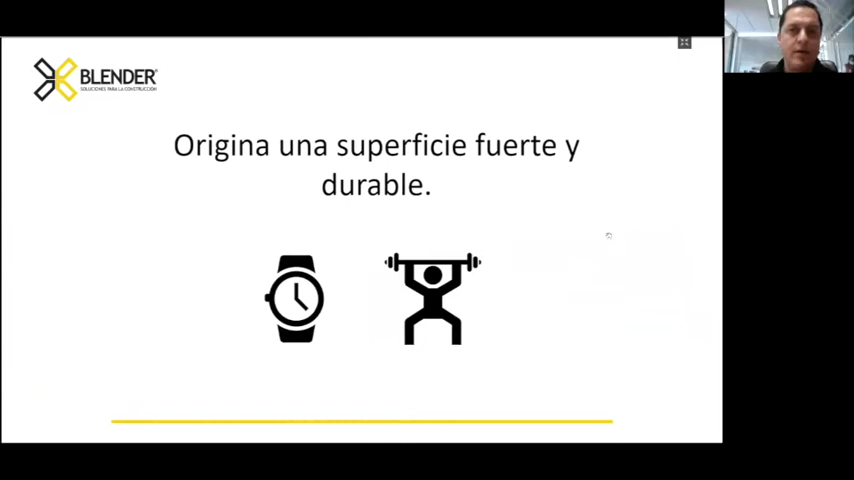 BLENDER®
SOLUCIONES PARA LA CONSTRUCCIÓN
Origina una superficie fuerte y
durable.